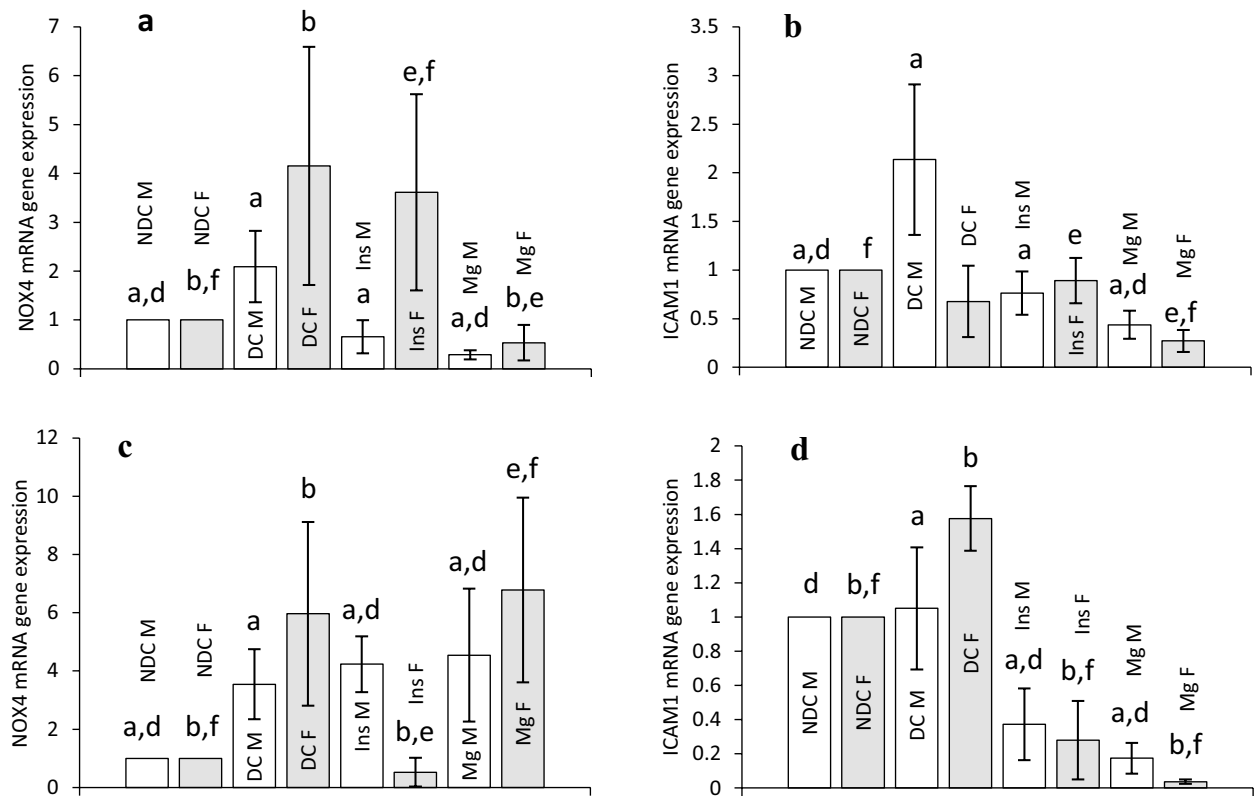 a
NOX4 mRNA gene expression
7
6
5
4
3
2
1
0
NDC M
NDC F
DC M
DC F
Ins M
Ins F
Mg M
Mg F
a,d
b,f
a
b
a
e,f
a,d
b,e
b
ICAM1 mRNA gene expression
3.5
3
2.5
2
1.5
1
0.5
0
NDC M
NDC F
DC M
DC F
Ins M
Ins F
Mg M
Mg F
a,d
f
a
a
e
a,d
e,f
c
NOX4 mRNA gene expression
12
10
8
6
4
2
0
NDC M
NDC F
DC M
DC F
Ins M
Ins F
Mg M
Mg F
a,d
b,f
a
b
a,d
b,e
a,d
e,f
d
ICAM1 mRNA gene expression
2
1.8
1.6
1.4
1.2
1
0.8
0.6
0.4
0.2
0
NDC M
NDC F
DC M
DC F
Ins M
Ins F
Mg M
Mg F
d
b,f
a
b
a,d
b,f
a,d
b,f